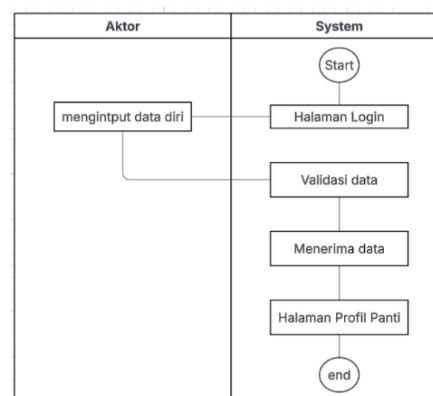 Aktor
System
Start
mengintput data diri
Halaman Login
Validasi data
Menerima data
Halaman Profil Panti
end